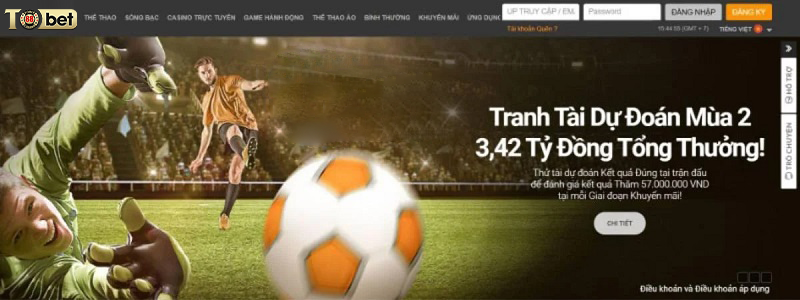 TO88bet
THỂ THAO SÒNG BẠC CASINO TRỰC TUYẾN GAME HÀNH ĐỘNG THỂ THAO ẢO BÌNH THƯỜNG KHUYẾN MÃI ỨNG DỤNG
UP TRUY CẬP / EMA Password ĐĂNG NHẬP ĐĂNG KÝ
Tài khoản Quên ? 15:44:59 (GMT + 7) TIẾNG VIỆT
HỖ TRỢ
TRÒ CHUYỆN
Tranh Tài Dự Đoán Mùa 2
3,42 Tỷ Đồng Tổng Thưởng!
Thử tài dự đoán Kết quả Đúng tại trận đấu
để đánh giá kết quả Thắm 57.000.000 VND
tại mỗi Giai đoạn Khuyến mãi!
CHI TIẾT
Điều khoản và Điều khoản áp dụng